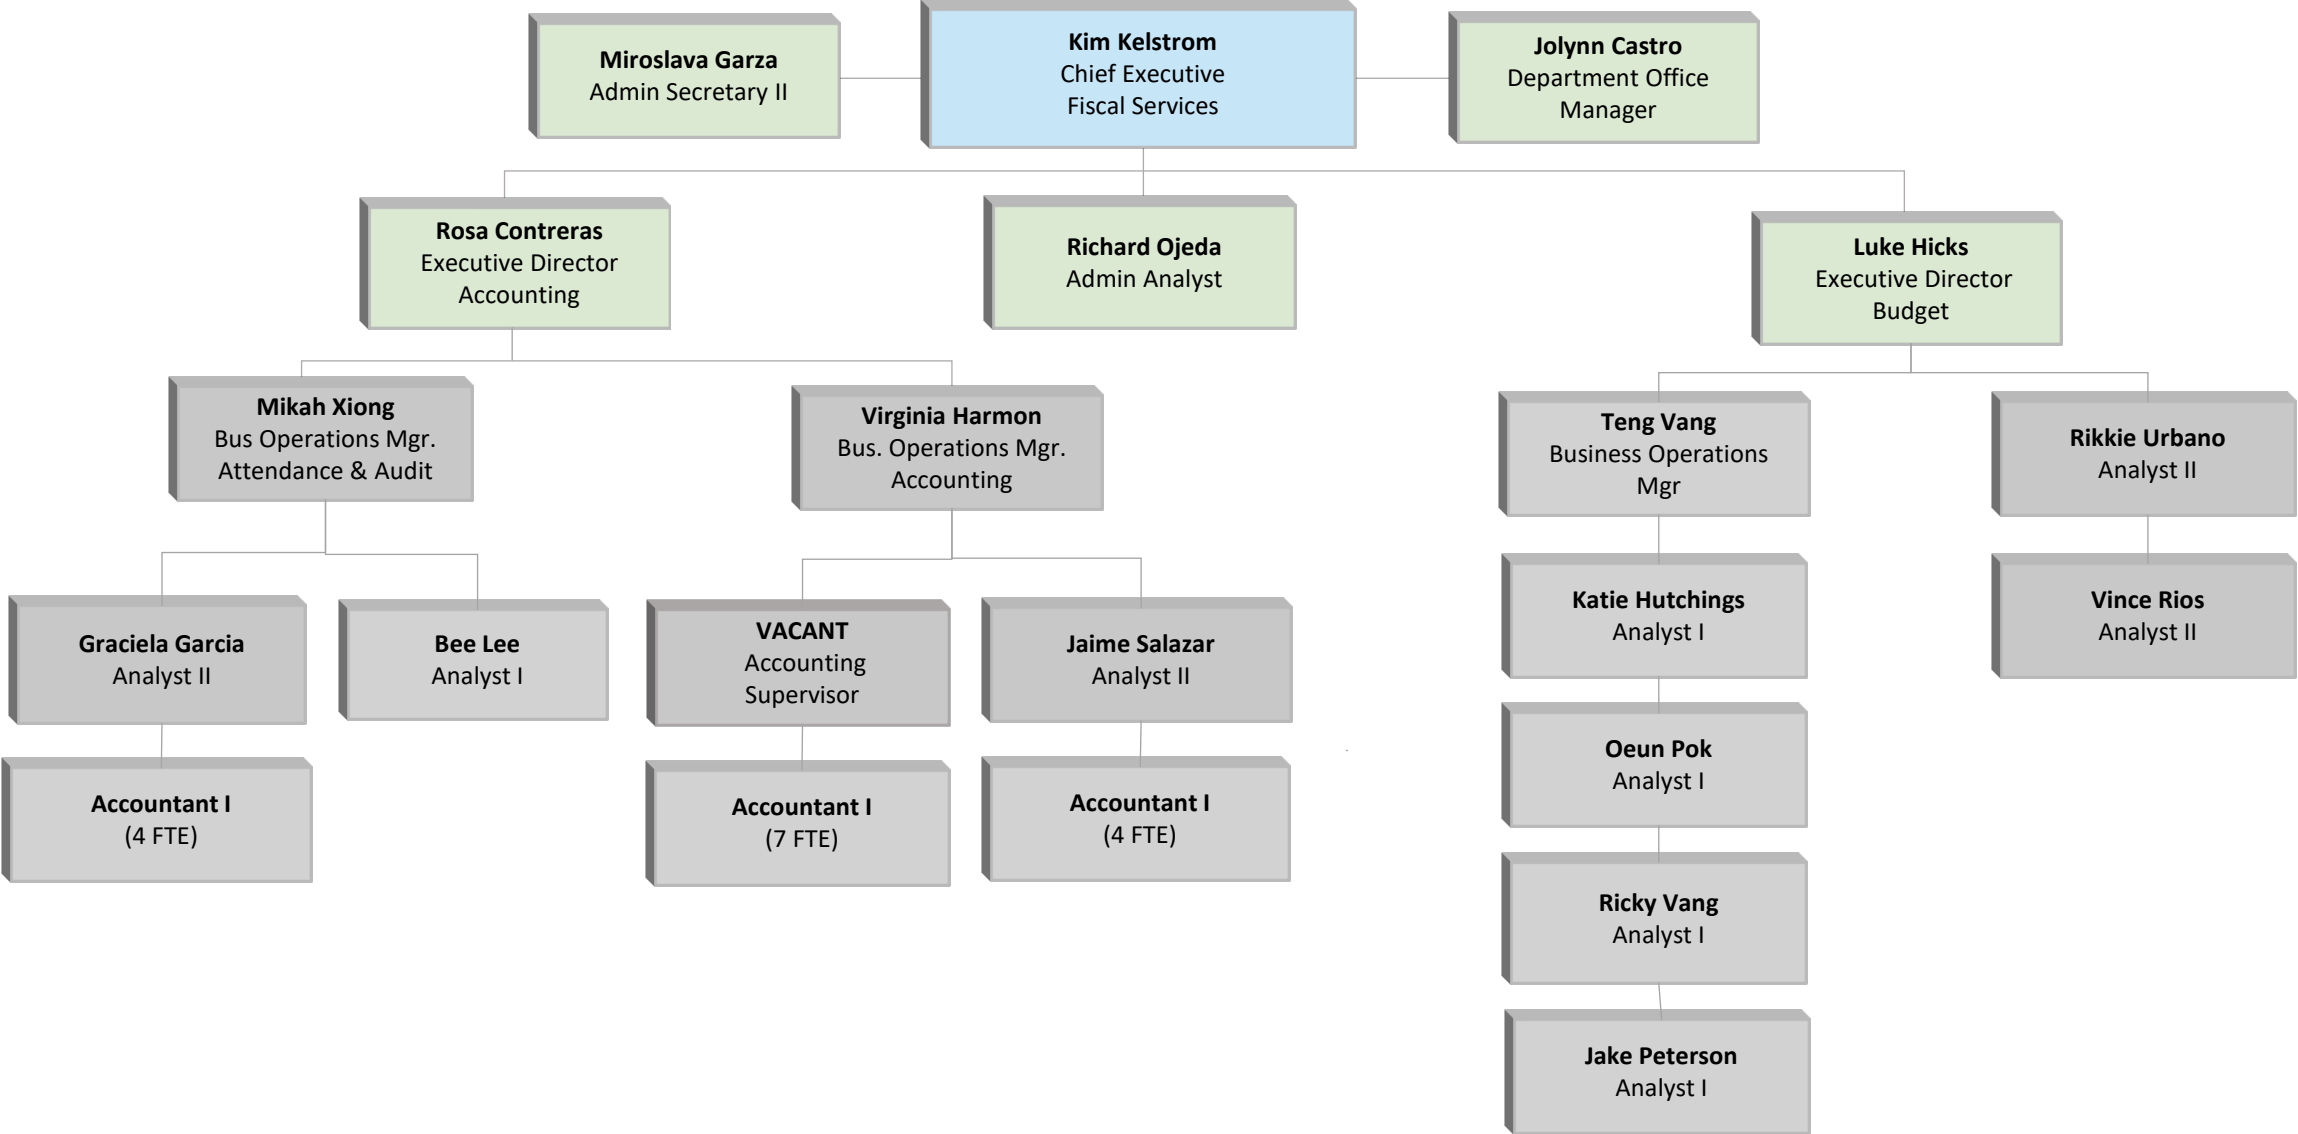 Miroslava Garza
Admin Secretary II
Kim Kelstrom
Chief Executive
Fiscal Services
Jolynn Castro
Department Office
Manager
Rosa Contreras
Executive Director
Accounting
Richard Ojeda
Admin Analyst
Luke Hicks
Executive Director
Budget
Mikah Xiong
Bus Operations Mgr.
Attendance & Audit
Virginia Harmon
Bus. Operations Mgr.
Accounting
Teng Vang
Business Operations
Mgr
Rikkie Urbano
Analyst II
Graciela Garcia
Analyst II
Bee Lee
Analyst I
VACANT
Accounting
Supervisor
Jaime Salazar
Analyst II
Katie Hutchings
Analyst I
Vince Rios
Analyst II
Accountant I
(4 FTE)
Accountant I
(7 FTE)
Accountant I
(4 FTE)
Oeun Pok
Analyst I
Ricky Vang
Analyst I
Jake Peterson
Analyst I